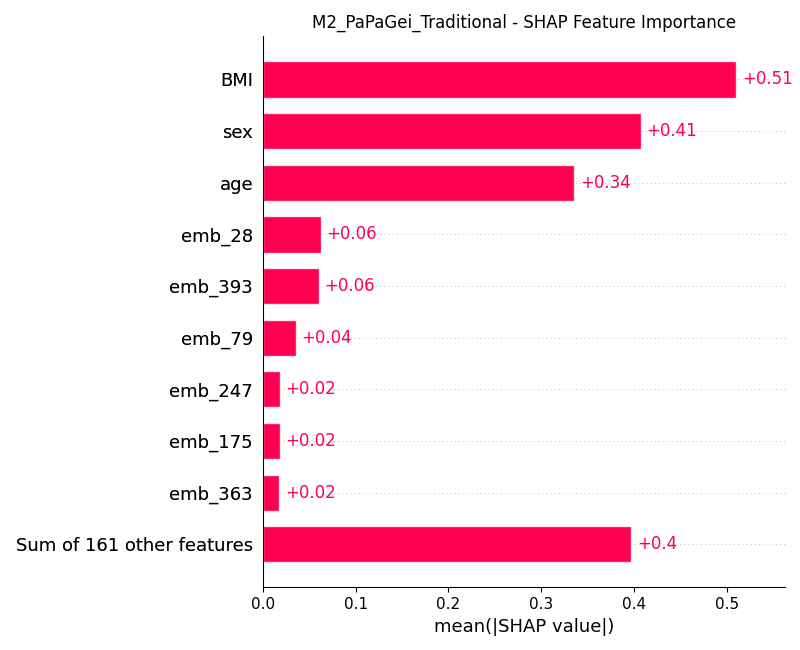 M2_PaPaGei_Traditional - SHAP Feature Importance
BMI +0.51
sex +0.41
age +0.34
emb_28 +0.06
emb_393 +0.06
emb_79 +0.04
emb_247 +0.02
emb_175 +0.02
emb_363 +0.02
Sum of 161 other features +0.4
0.0 0.1 0.2 0.3 0.4 0.5
mean(|SHAP value|)